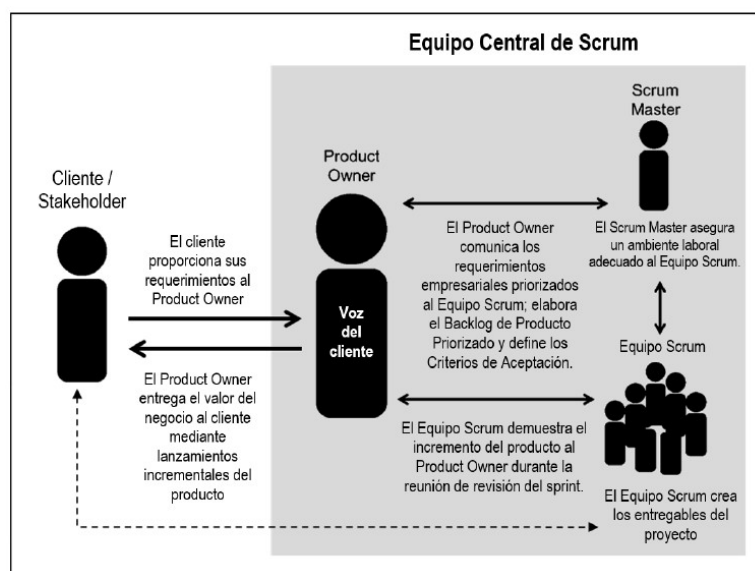 Equipo Central de Scrum
Scrum
Master
Product
Owner
Cliente /
Stakeholder
El cliente
proporciona sus
requerimientos al
Product Owner
Voz
del
cliente
El Product Owner
entrega el valor del
negocio al cliente
mediante
lanzamientos
incrementales del
producto
El Product Owner
comunica los
requerimientos
empresariales priorizados
al Equipo Scrum; elabora
el Backlog de Producto
Priorizado y define los
Criterios de Aceptación.
El Scrum Master asegura
un ambiente laboral
adecuado al Equipo Scrum.
Equipo Scrum
El Equipo Scrum demuestra el
incremento del producto al
Product Owner durante la
reunión de revisión del sprint.
El Equipo Scrum crea
los entregables del
proyecto